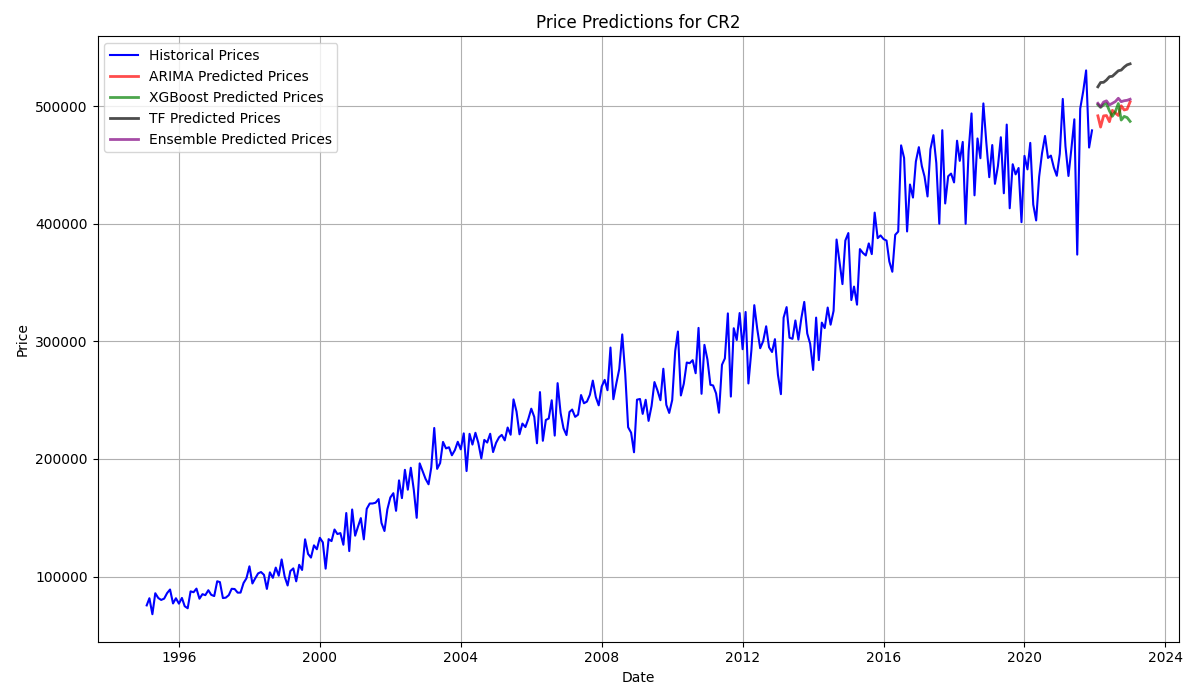 Price Predictions for CR2
Historical Prices
ARIMA Predicted Prices
XGBoost Predicted Prices
TF Predicted Prices
Ensemble Predicted Prices
500000
400000
300000
200000
100000
Price
1996
2000
2004
2008
2012
2016
2020
2024
Date